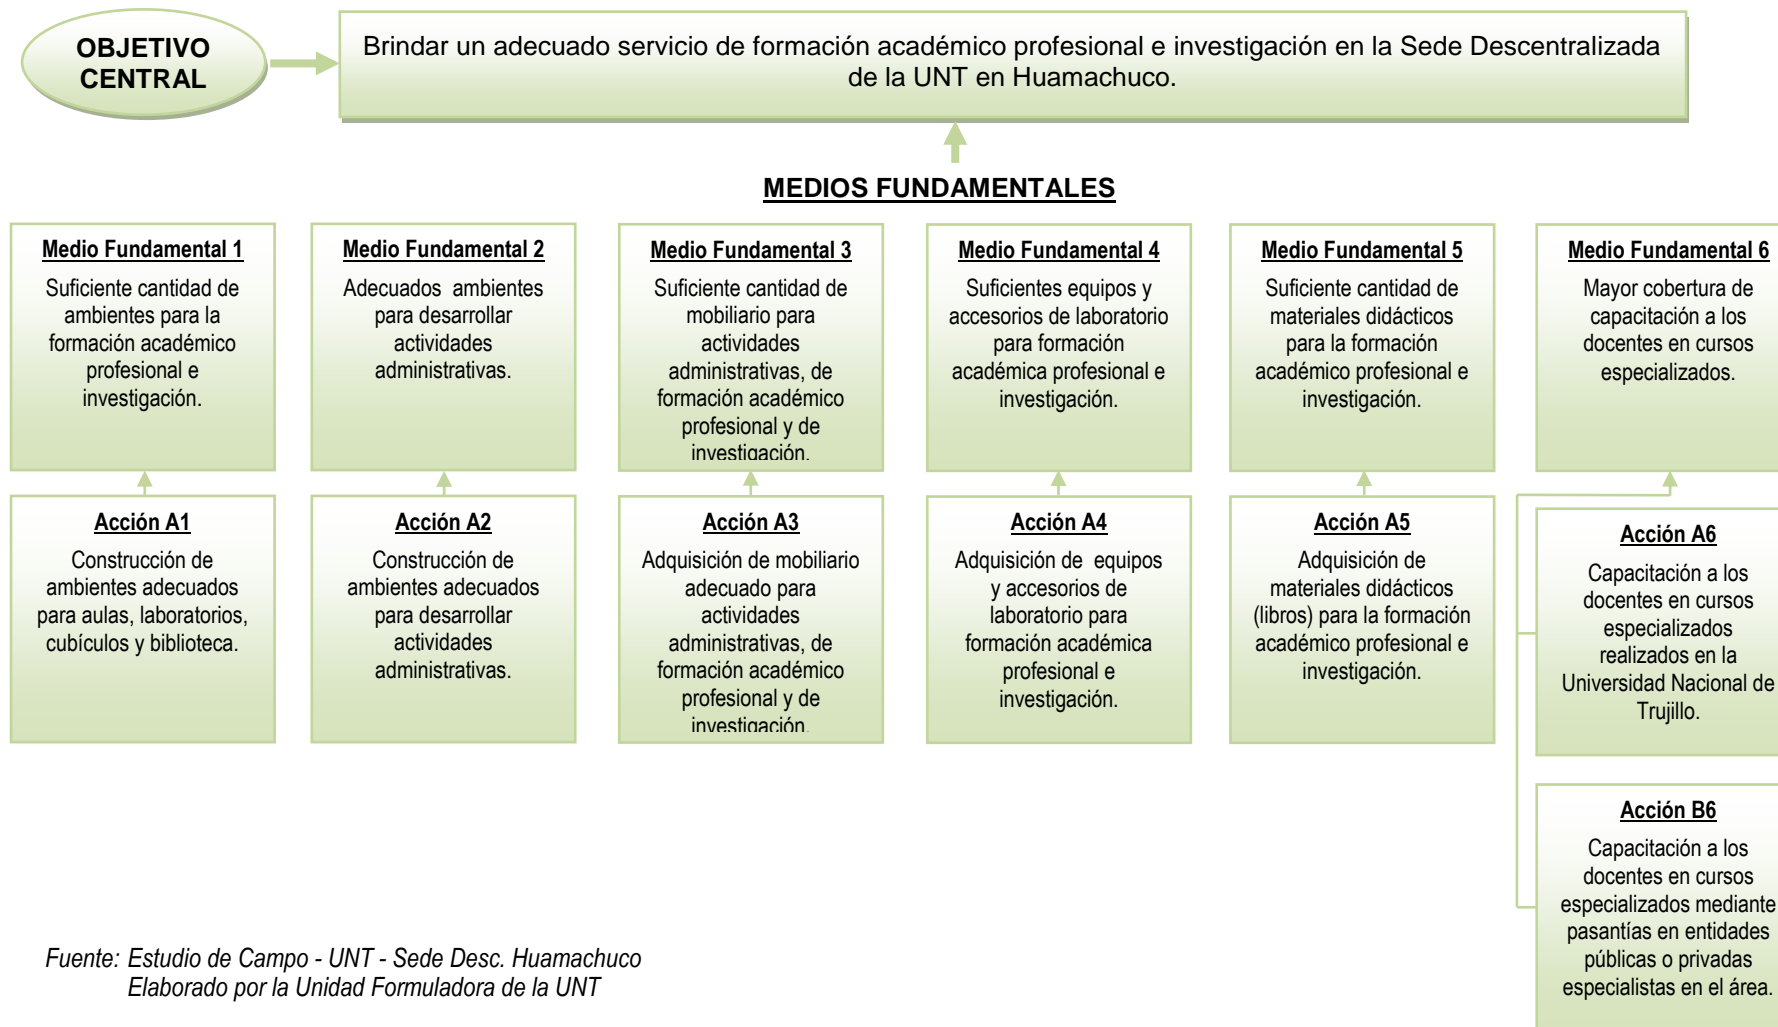 OBJETIVO
CENTRAL
Brindar un adecuado servicio de formación académico profesional e investigación en la Sede Descentralizada
de la UNT en Huamachuco.
MEDIOS FUNDAMENTALES
Medio Fundamental 1
Suficiente cantidad de
ambientes para la
formación académico
profesional e
investigación.
Medio Fundamental 2
Adecuados ambientes
para desarrollar
actividades
administrativas.
Medio Fundamental 3
Suficiente cantidad de
mobiliario para
actividades
administrativas, de
formación académico
profesional y de
investigación.
Medio Fundamental 4
Suficientes equipos y
accesorios de laboratorio
para formación
académica profesional e
investigación.
Medio Fundamental 5
Suficiente cantidad de
materiales didácticos
para la formación
académico profesional e
investigación.
Medio Fundamental 6
Mayor cobertura de
capacitación a los
docentes en cursos
especializados.
Acción A1
Construcción de
ambientes adecuados
para aulas, laboratorios,
cubículos y biblioteca.
Acción A2
Construcción de
ambientes adecuados
para desarrollar
actividades
administrativas.
Acción A3
Adquisición de mobiliario
adecuado para
actividades
administrativas, de
formación académico
profesional y de
investigación.
Acción A4
Adquisición de equipos
y accesorios de
laboratorio para
formación académica
profesional e
investigación.
Acción A5
Adquisición de
materiales didácticos
(libros) para la formación
académico profesional e
investigación.
Acción A6
Capacitación a los
docentes en cursos
especializados
realizados en la
Universidad Nacional de
Trujillo.
Acción B6
Capacitación a los
docentes en cursos
especializados mediante
pasantías en entidades
públicas o privadas
especialistas en el área.
Fuente: Estudio de Campo - UNT - Sede Desc. Huamachuco
Elaborado por la Unidad Formuladora de la UNT